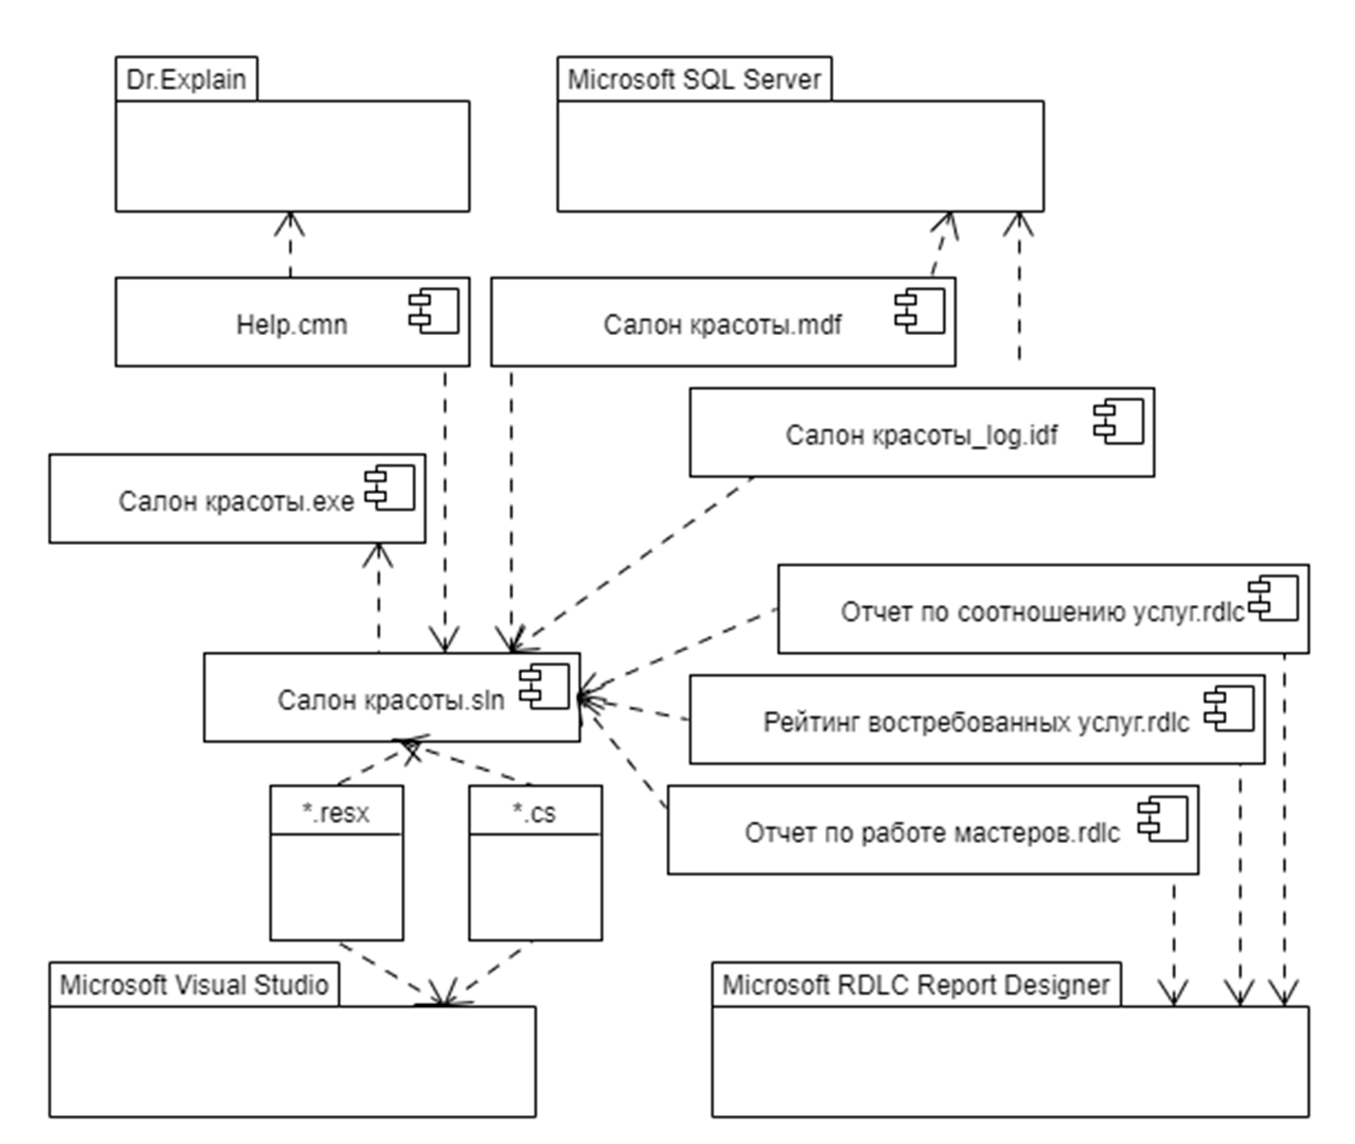 Dr.Explain
Microsoft SQL Server
Help.cmn
Салон красоты.mdf
Салон красоты_log.idf
Салон красоты.exe
Отчет по соотношению услуг.rdlc
Салон красоты.sln
Рейтинг востребованных услуг.rdlc
*.resx
*.cs
Отчет по работе мастеров.rdlc
Microsoft Visual Studio
Microsoft RDLC Report Designer